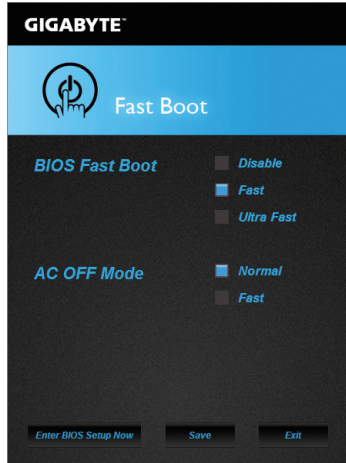 GIGABYTE™
Fast Boot
BIOS Fast Boot
Disable
Fast
Ultra Fast
AC OFF Mode
Normal
Fast
Enter BIOS Setup Now
Save
Exit